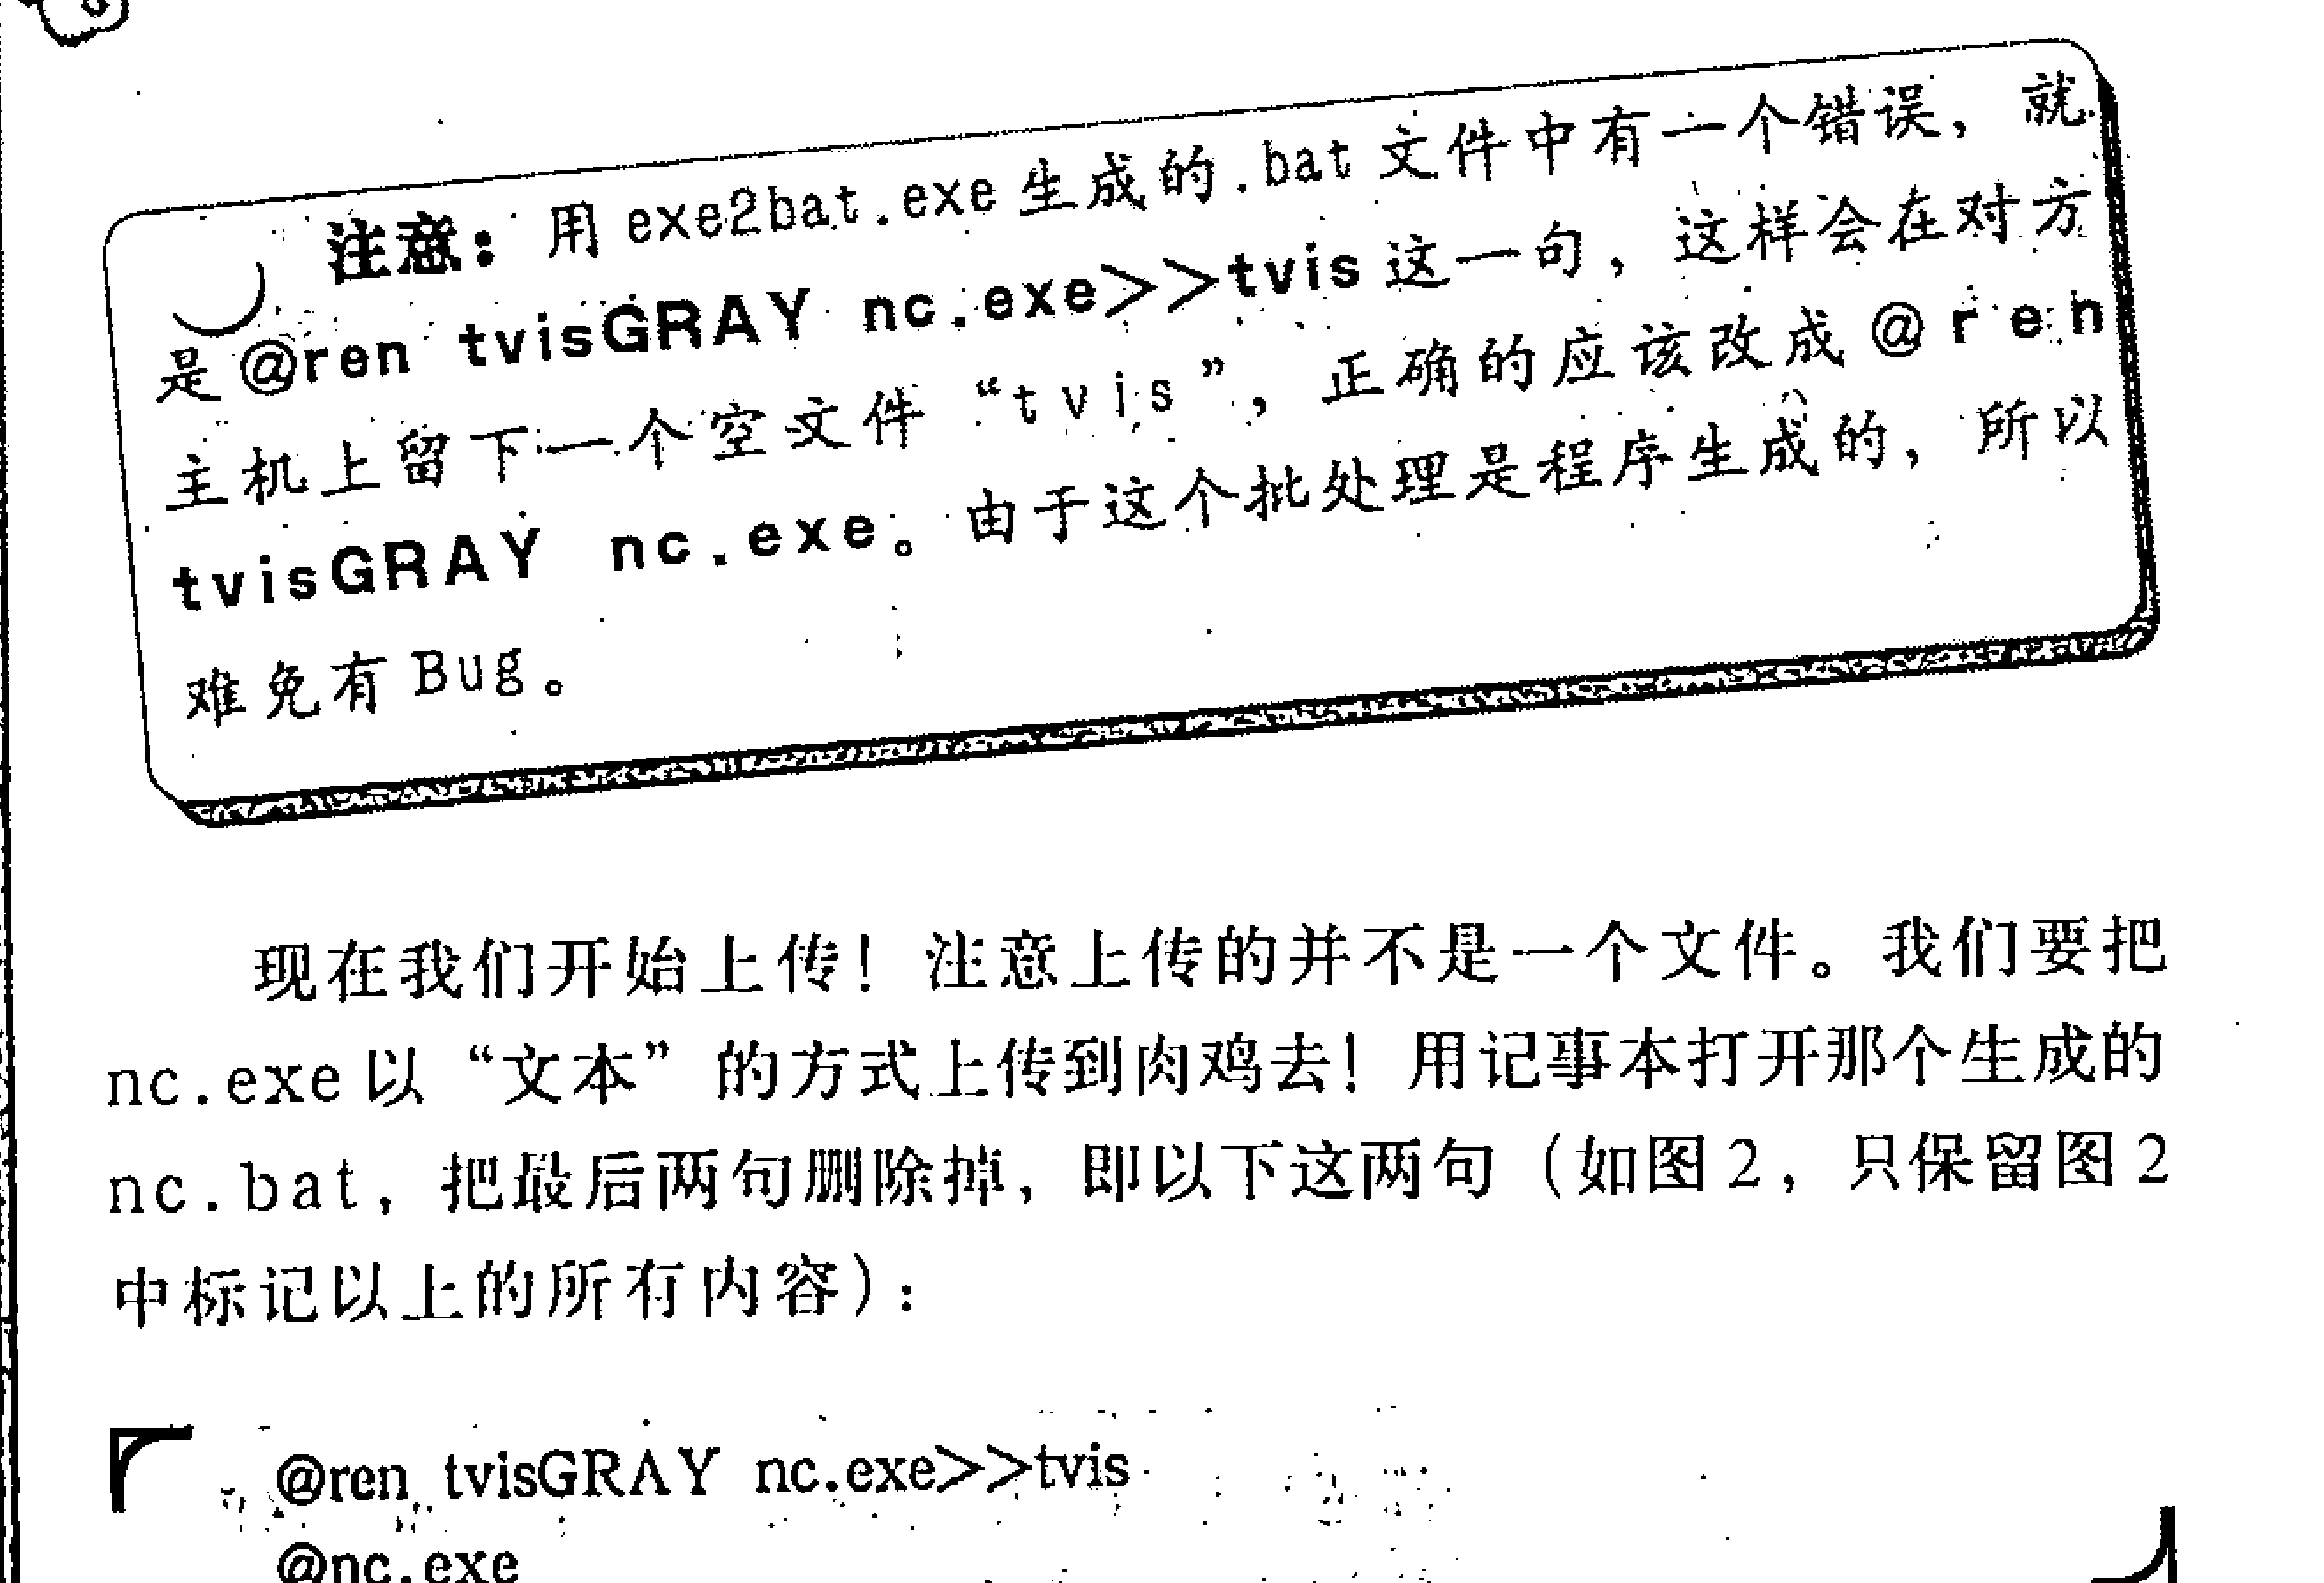 注意：用exe2bat.exe生成的.bat文件中有一个错误，就
是@ren tvisGRAY nc.exe>>tvis这一句，这样会在对方
主机上留下一个空文件“tvis”，正确的应该改成@ren
tvisGRAY nc.exe。由于这个批处理是程序生成的，所以
难免有Bug。
现在我们开始上传！注意上传的并不是一个文件。我们要把
nc.exe以“文本”的方式上传到肉鸡去！用记事本打开那个生成的
nc.bat，把最后两句删除掉，即以下这两句（如图2，只保留图2
中标记以上的所有内容）：
@ren tvisGRAY nc.exe>>tvis
@nc.exe